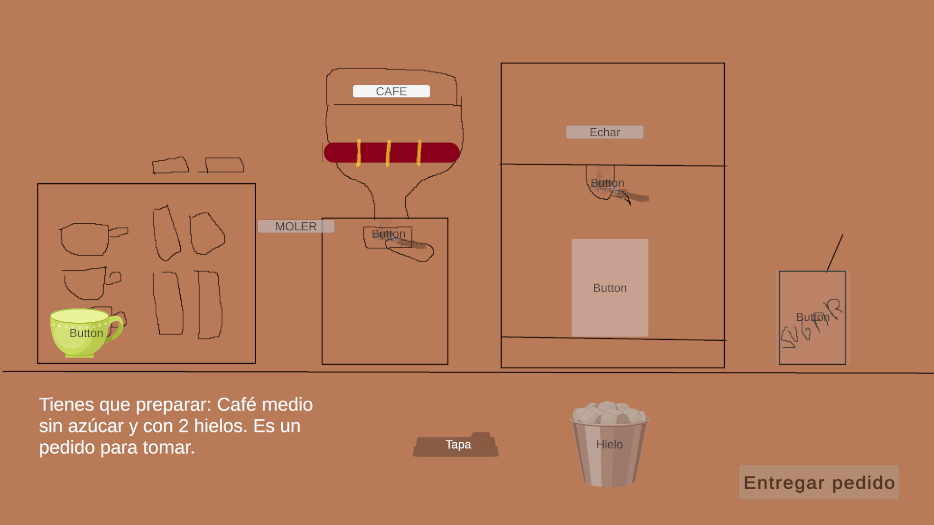 CAFE
Echar
Button
MOLER
Button
Button
Button
Button
SUGAR
Tienes que preparar: Café medio
sin azúcar y con 2 hielos. Es un
pedido para tomar.
Tapa
Hielo
Entregar pedido